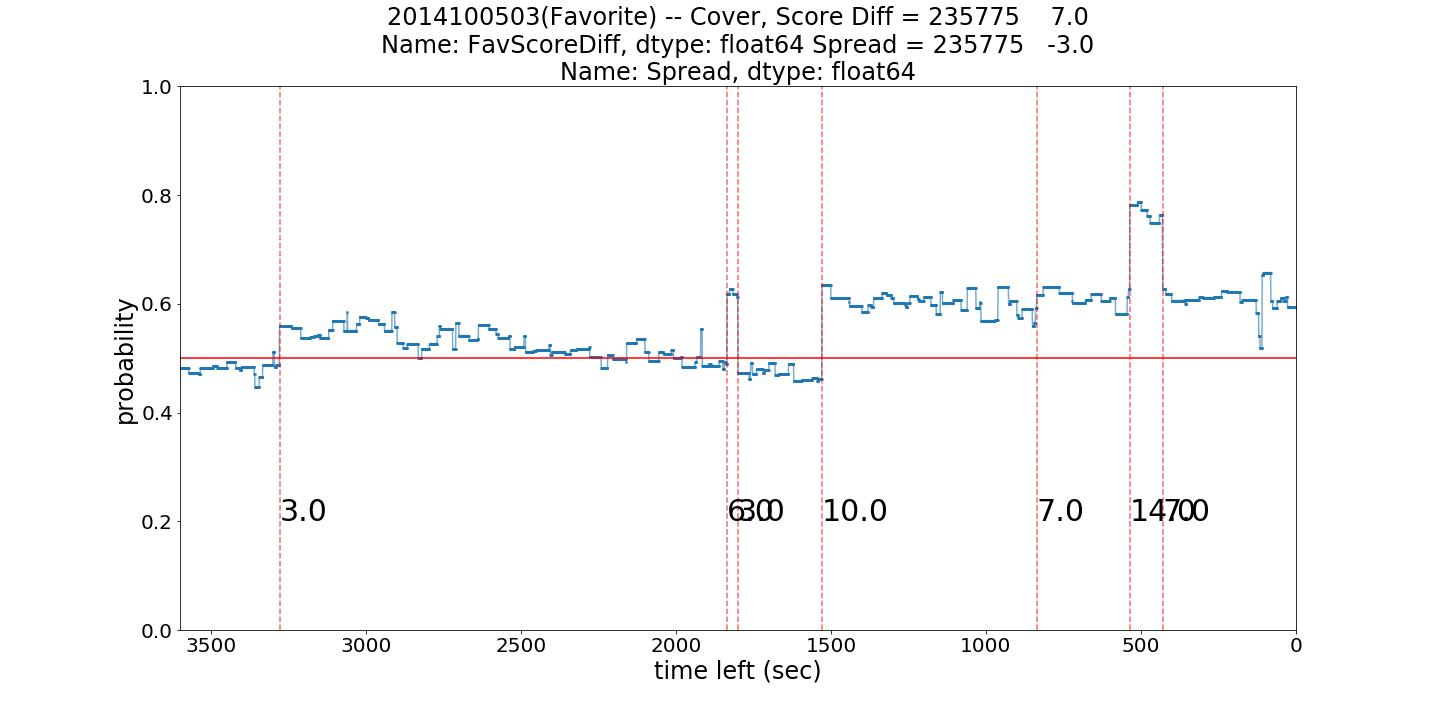 2014100503(Favorite) -- Cover, Score Diff = 235775    7.0
Name: FavScoreDiff, dtype: float64 Spread = 235775   -3.0
Name: Spread, dtype: float64
1.0
0.8
0.6
0.4
0.2
0.0
probability
3.0
6.0
3.0
10.0
7.0
14.0
7.0
3500 3000 2500 2000 1500 1000 500 0
time left (sec)